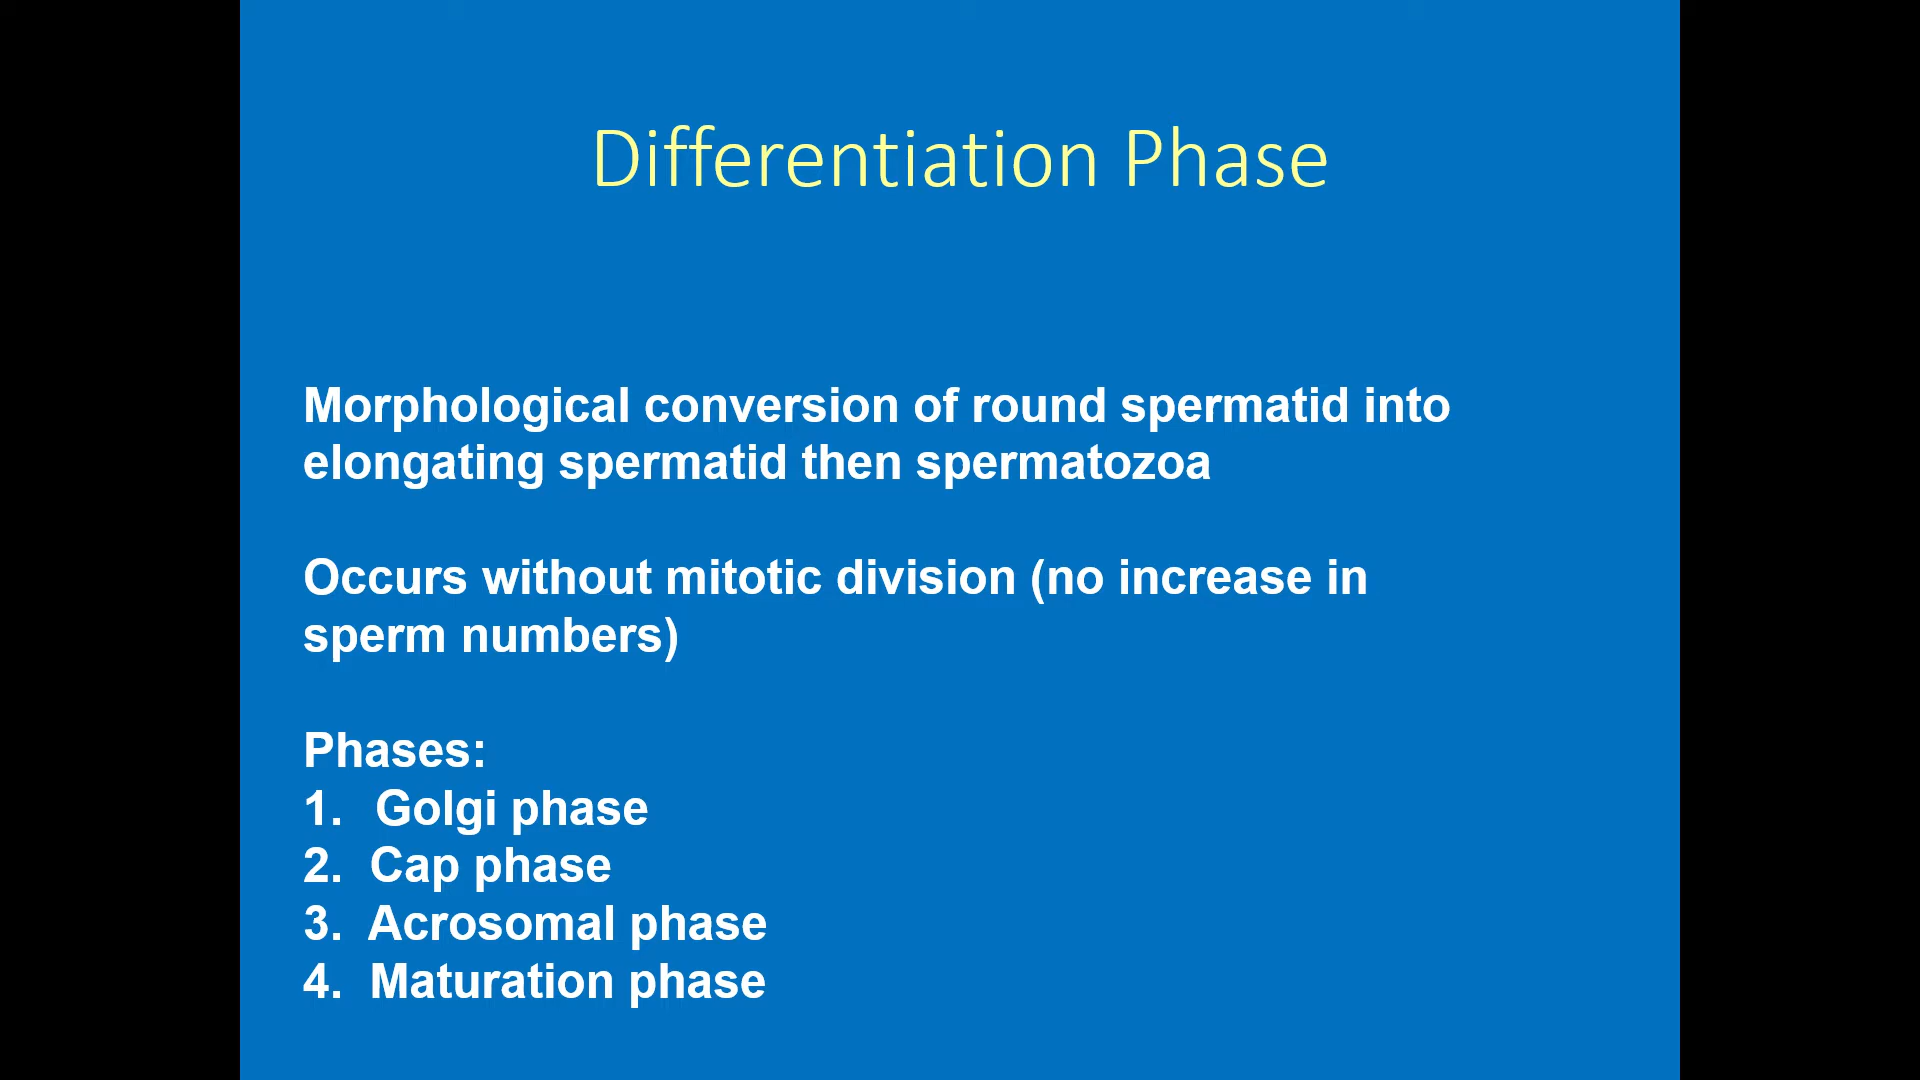 Differentiation Phase
Morphological conversion of round spermatid into
elongating spermatid then spermatozoa
Occurs without mitotic division (no increase in
sperm numbers)
Phases:
1. Golgi phase
2. Cap phase
3. Acrosomal phase
4. Maturation phase